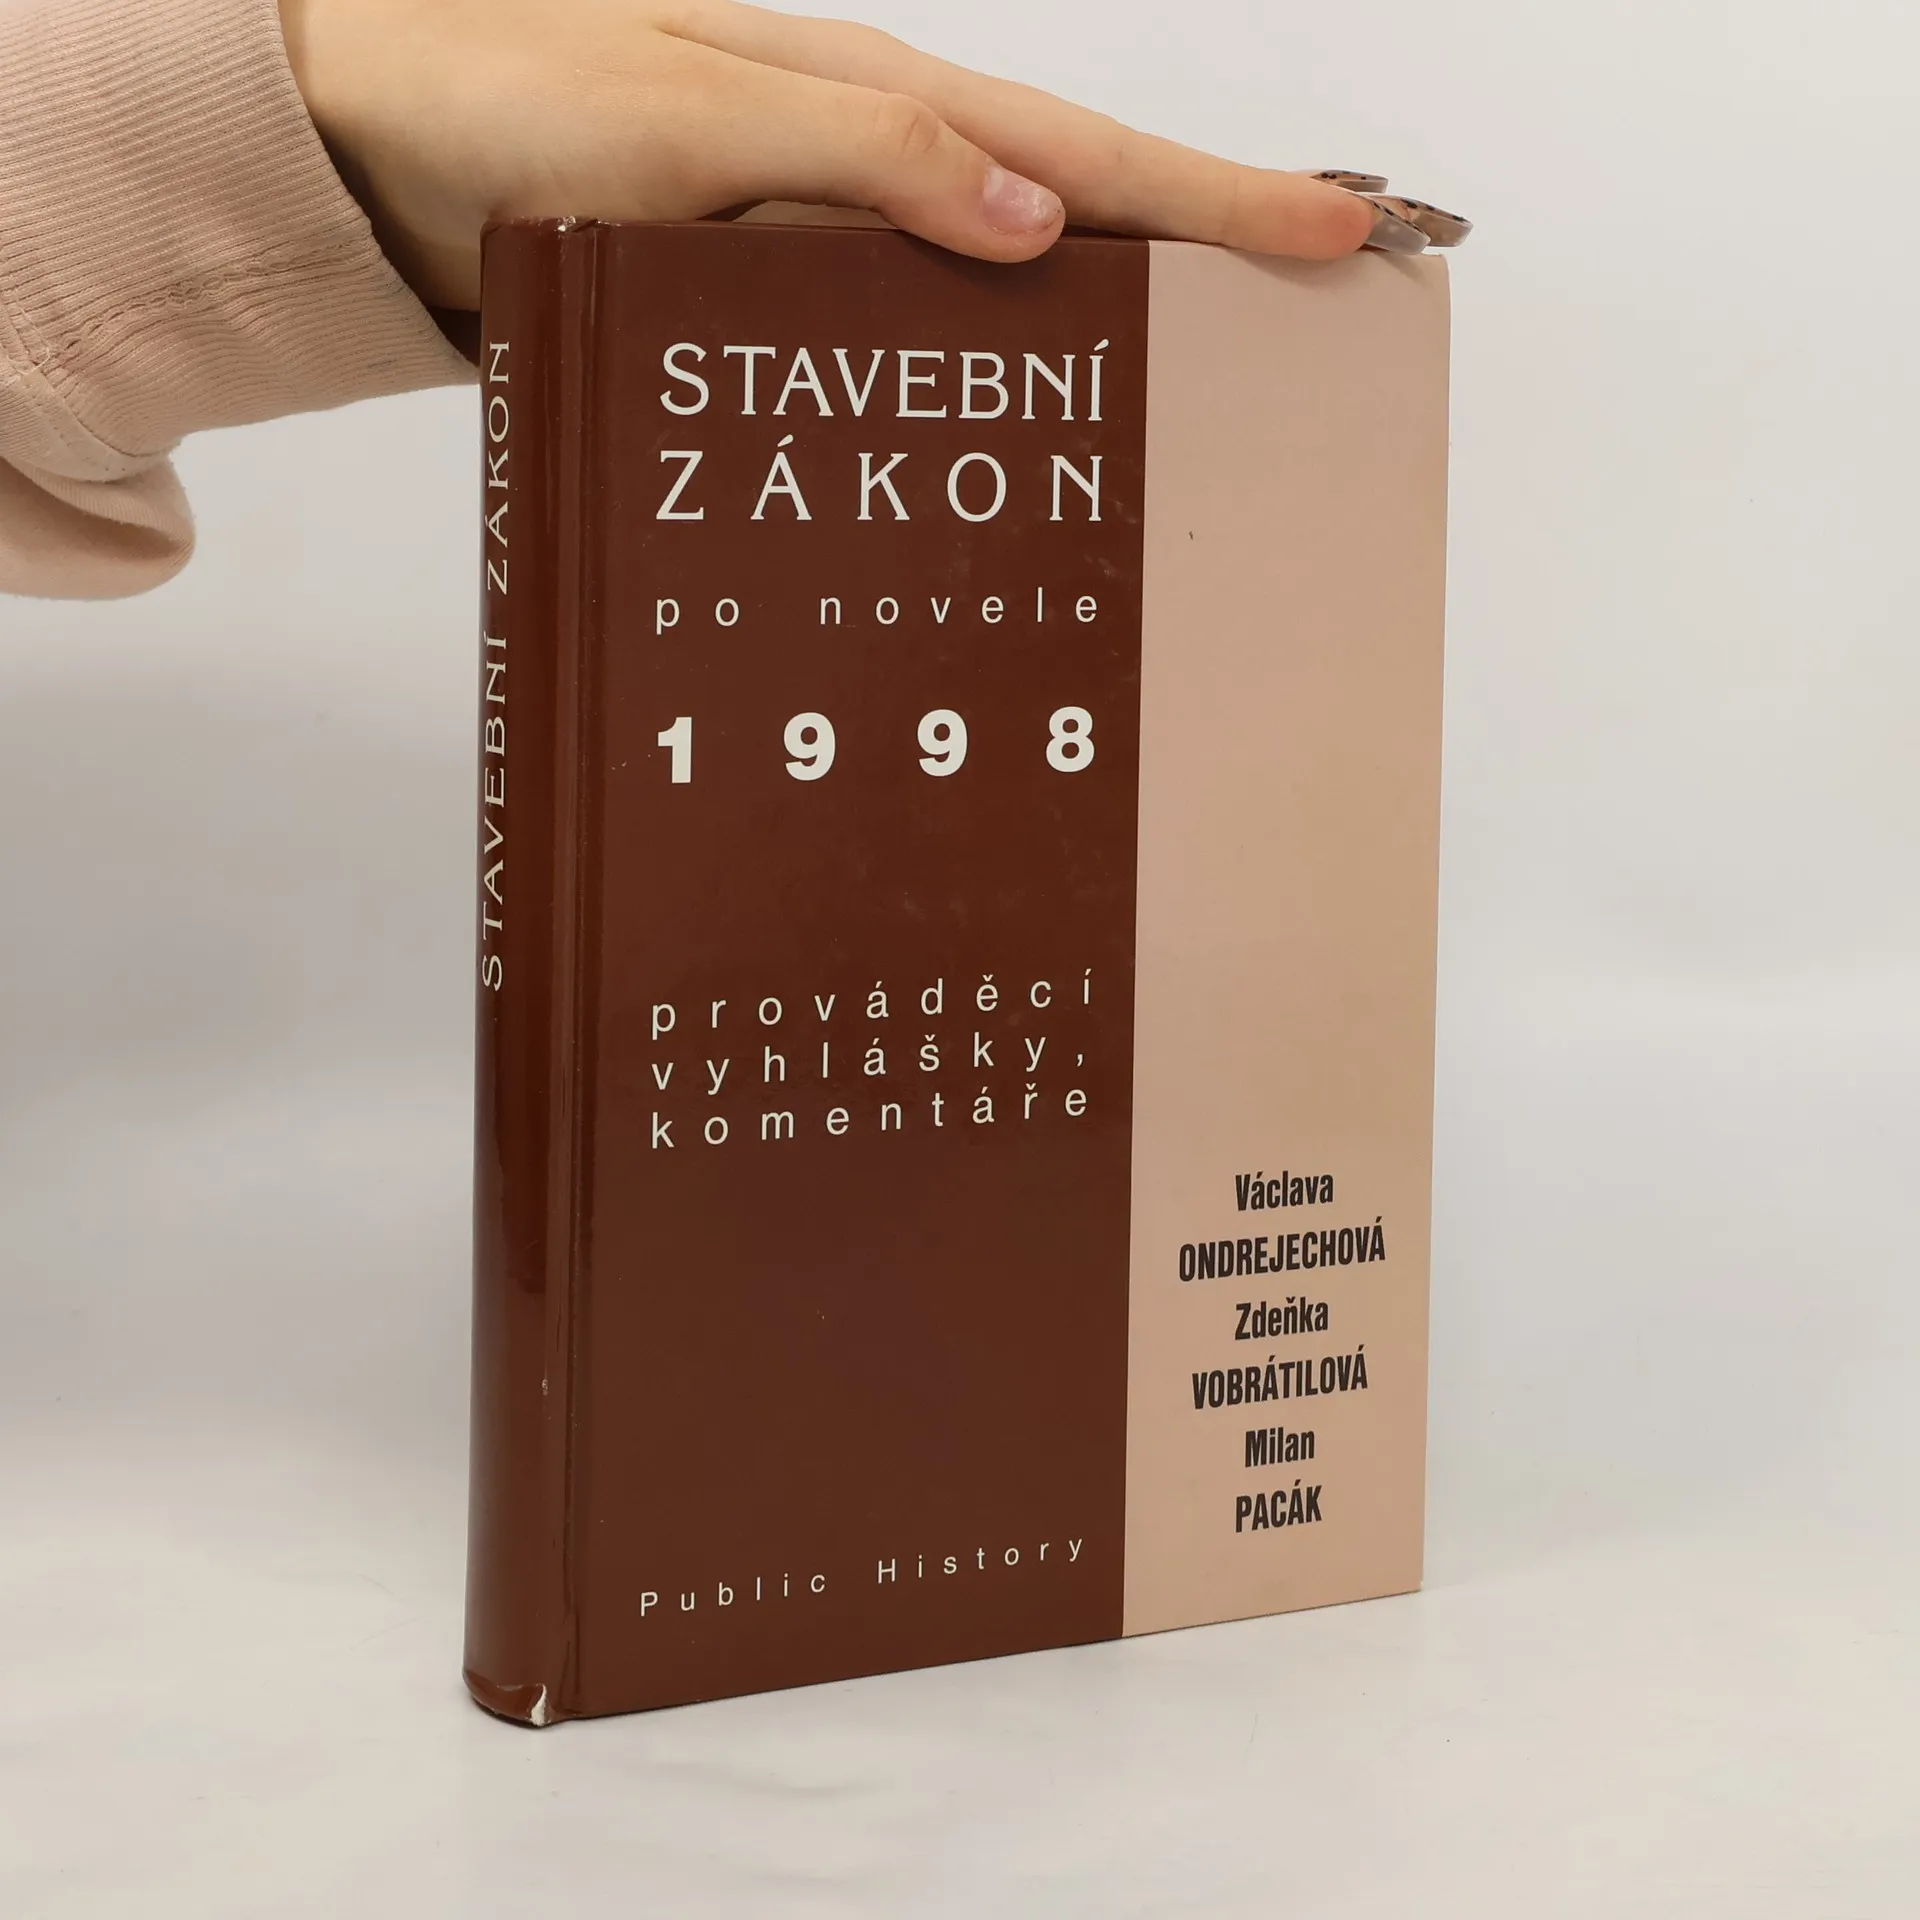 STAVEBNÍ ZÁKON
STAVEBNÍ
ZÁKON
po novele
1998
prováděcí
vyhlášky,
komentáře
Václava
ONDREJECHOVÁ
Zdeňka
VOBRÁTILOVÁ
Milan
PACÁK
Public History